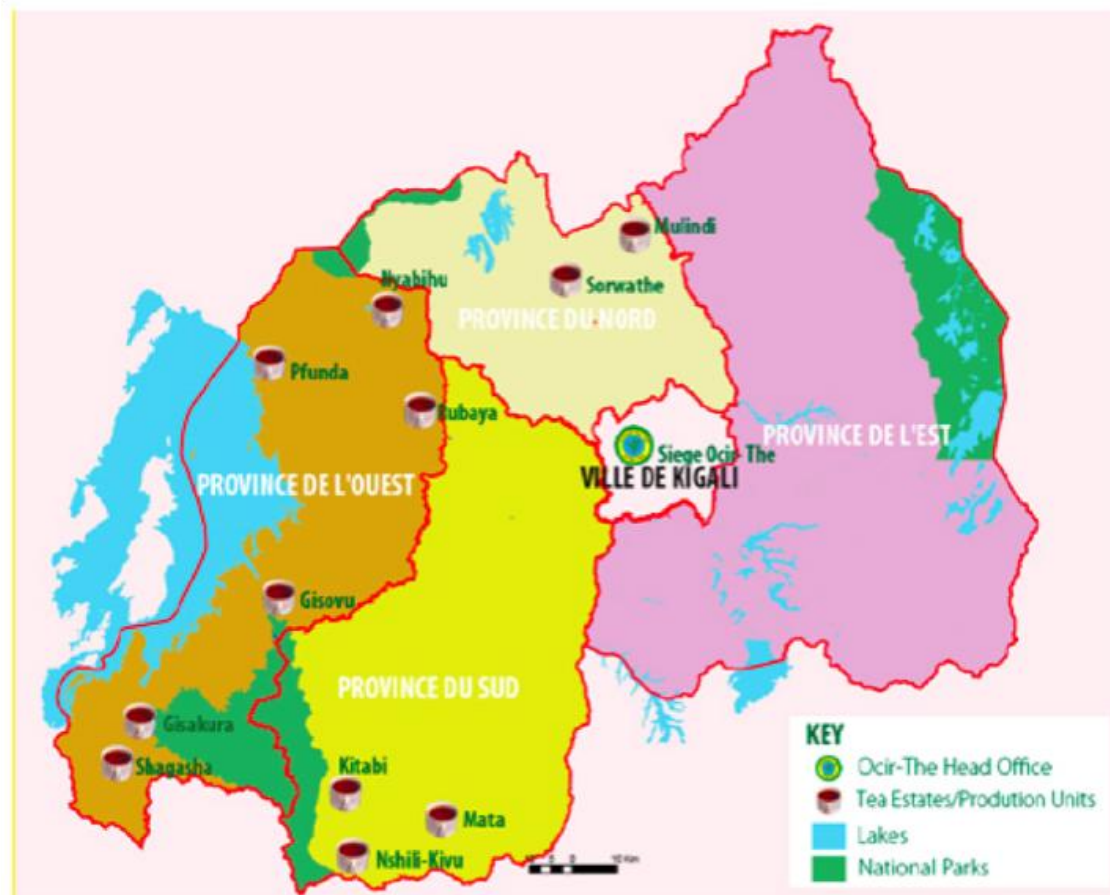 Mulindi
Sorwathe
Nyabihu
PROVINCE DU NORD
Pfunda
Rubaya
Siege Ocir- The
VILLE DE KIGALI
PROVINCE DE L'EST
PROVINCE DE L'OUEST
Gisovu
PROVINCE DU SUD
Gisakura
Shagasha
Kitabi
Mata
Nshili-Kivu
10 Km
KEY
Ocir-The Head Office
Tea Estates/Prodution Units
Lakes
National Parks